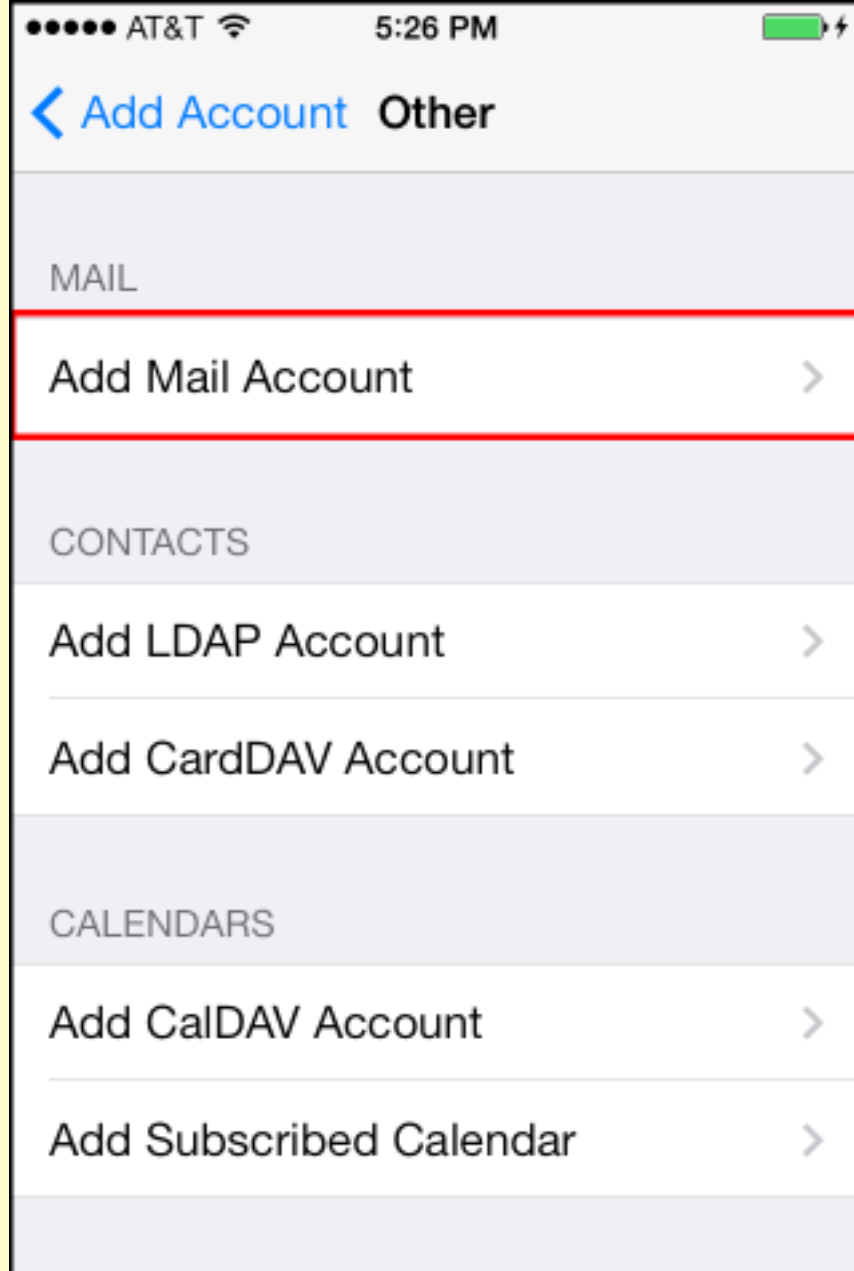 AT&T 5:26 PM
Add Account Other
MAIL
Add Mail Account
CONTACTS
Add LDAP Account
Add CardDAV Account
CALENDARS
Add CalDAV Account
Add Subscribed Calendar